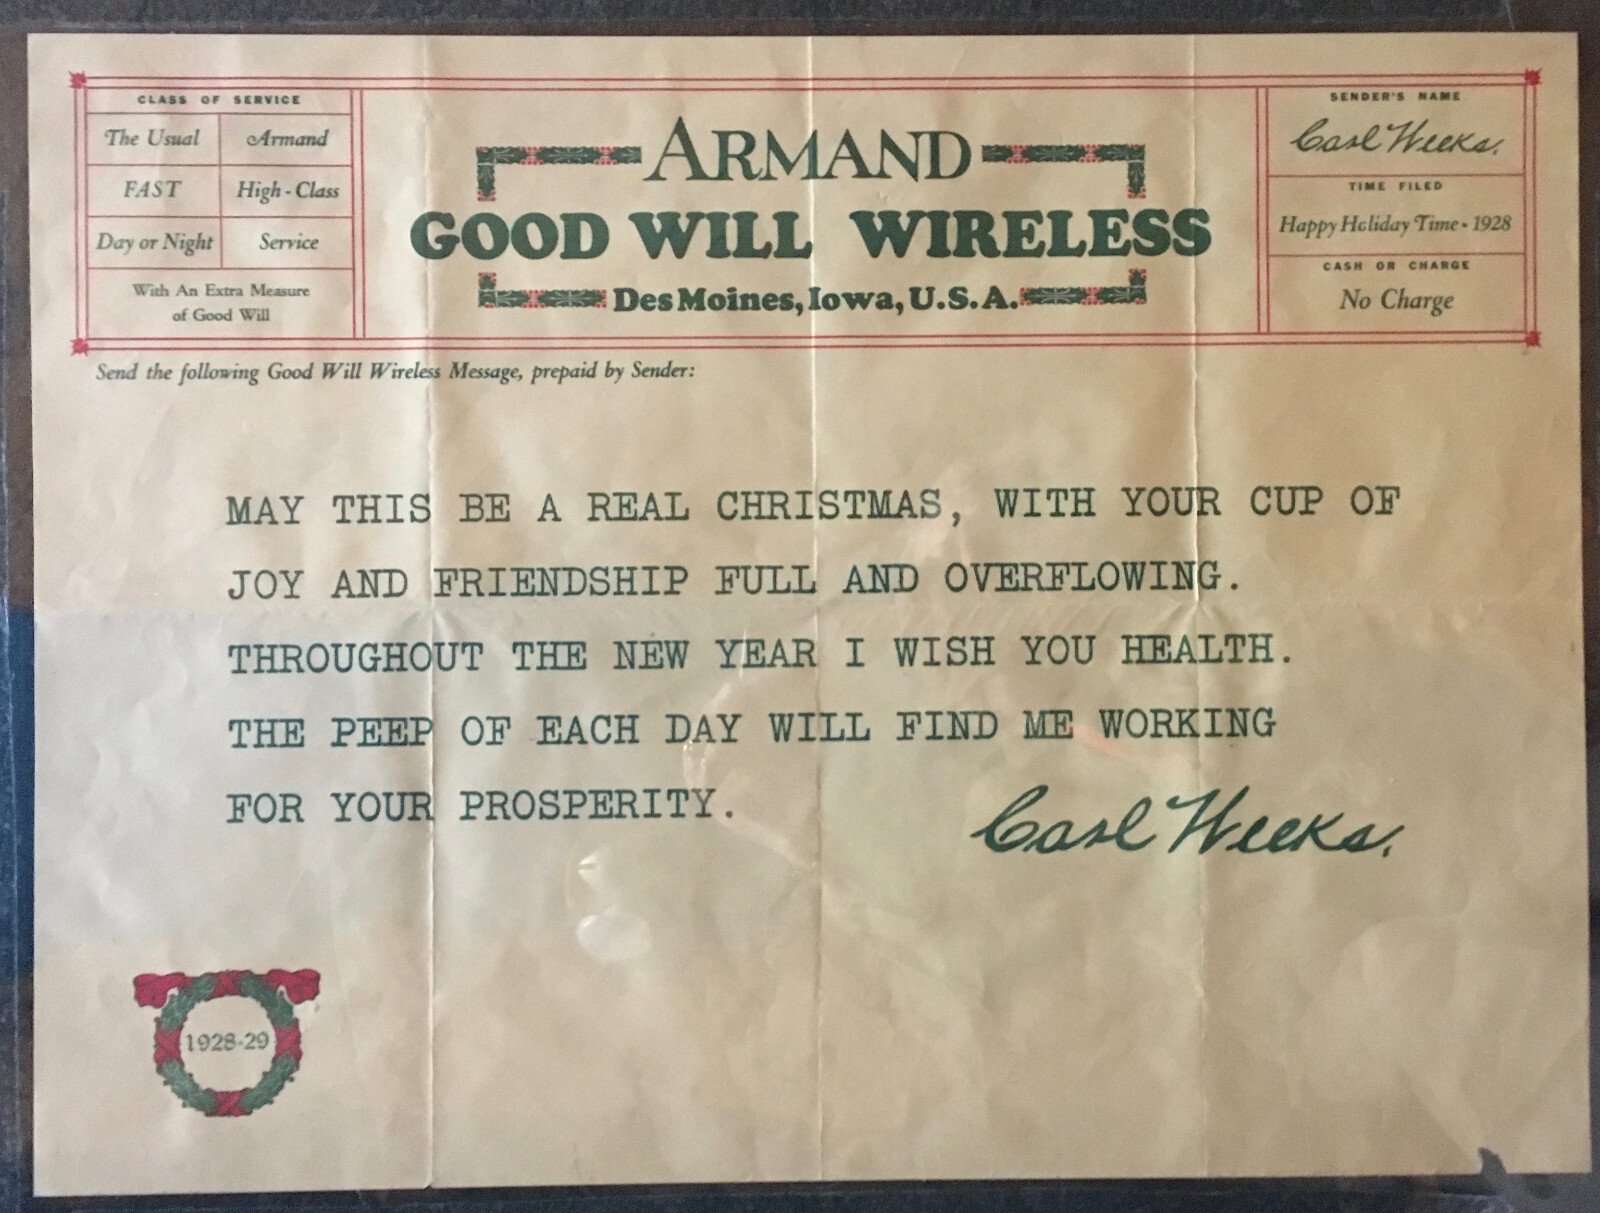 CLASS OF SERVICE
The Usual Armand
FAST High-Class
Day or Night Service
With An Extra Measure
of Good Will
ARMAND
GOOD WILL WIRELESS
Des Moines, Iowa, U.S.A.
SENDER'S NAME
Carl Weeks.
TIME FILED
Happy Holiday Time - 1928
CASH OR CHARGE
No Charge
Send the following Good Will Wireless Message, prepaid by Sender:
MAY THIS BE A REAL CHRISTMAS, WITH YOUR CUP OF
JOY AND FRIENDSHIP FULL AND OVERFLOWING.
THROUGHOUT THE NEW YEAR I WISH YOU HEALTH.
THE PEEP OF EACH DAY WILL FIND ME WORKING
FOR YOUR PROSPERITY.
Carl Weeks.
1928-29